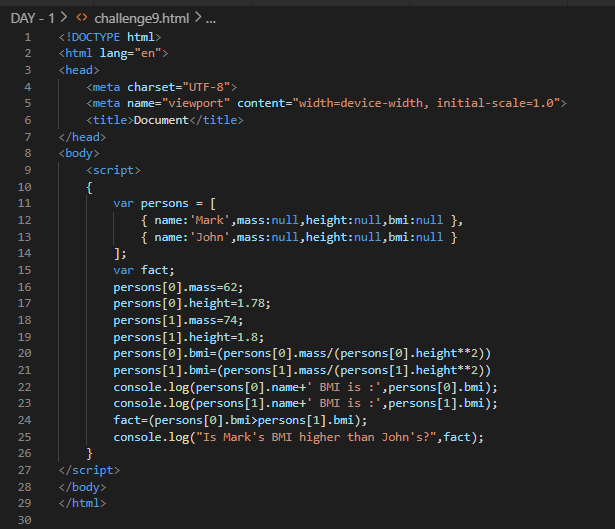 DAY - 1 > <> challenge9.html > ...
1 <!DOCTYPE html>
2 <html lang="en">
3 <head>
4     <meta charset="UTF-8">
5     <meta name="viewport" content="width=device-width, initial-scale=1.0">
6     <title>Document</title>
7 </head>
8 <body>
9     <script>
10     {
11         var persons = [
12             { name:'Mark',mass:null,height:null,bmi:null },
13             { name:'John',mass:null,height:null,bmi:null }
14         ];
15         var fact;
16         persons[0].mass=62;
17         persons[0].height=1.78;
18         persons[1].mass=74;
19         persons[1].height=1.8;
20         persons[0].bmi=(persons[0].mass/(persons[0].height**2))
21         persons[1].bmi=(persons[1].mass/(persons[1].height**2))
22         console.log(persons[0].name+' BMI is :',persons[0].bmi);
23         console.log(persons[1].name+' BMI is :',persons[1].bmi);
24         fact=(persons[0].bmi>persons[1].bmi);
25         console.log("Is Mark's BMI higher than John's?",fact);
26     }
27 </script>
28 </body>
29 </html>
30